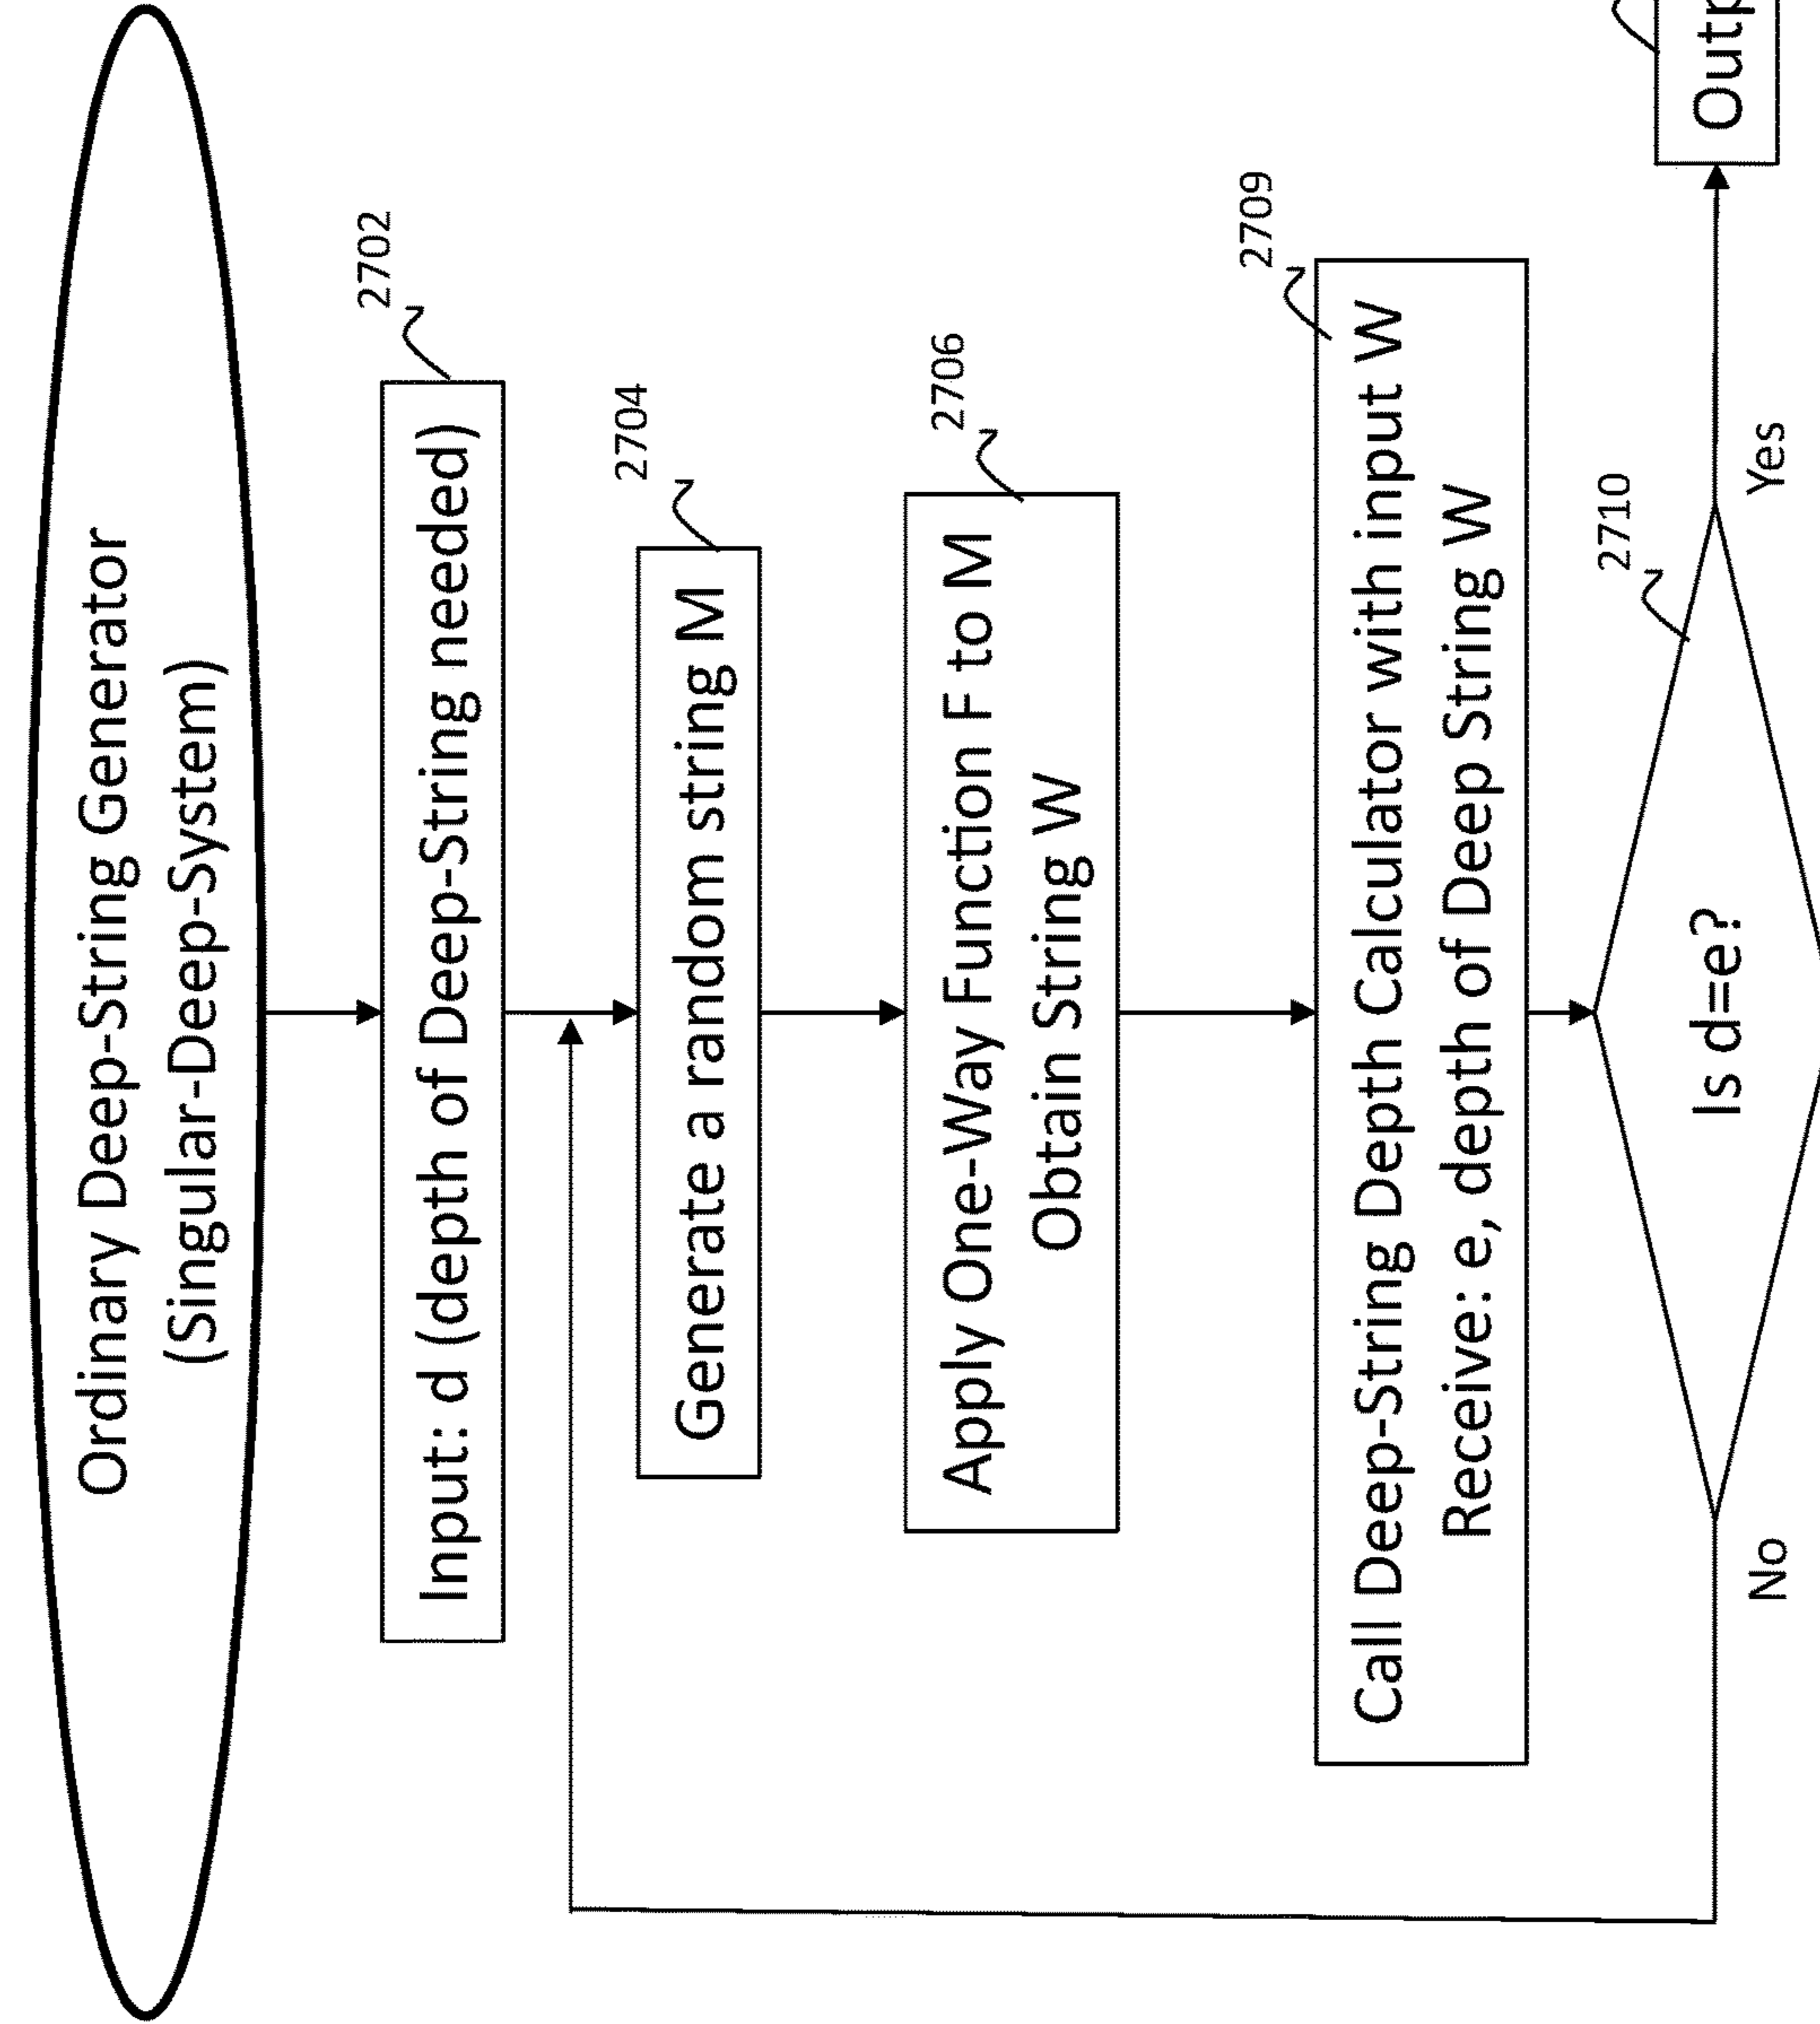 Ordinary Deep-String Generator
(Singular-Deep-System)
2702
Input: d (depth of Deep-String needed)
2704
Generate a random string M
2706
Apply One-Way Function F to M
Obtain String W
2709
Call Deep-String Depth Calculator with input W
Receive: e, depth of Deep String W
2710
Is d=e?
No
Yes